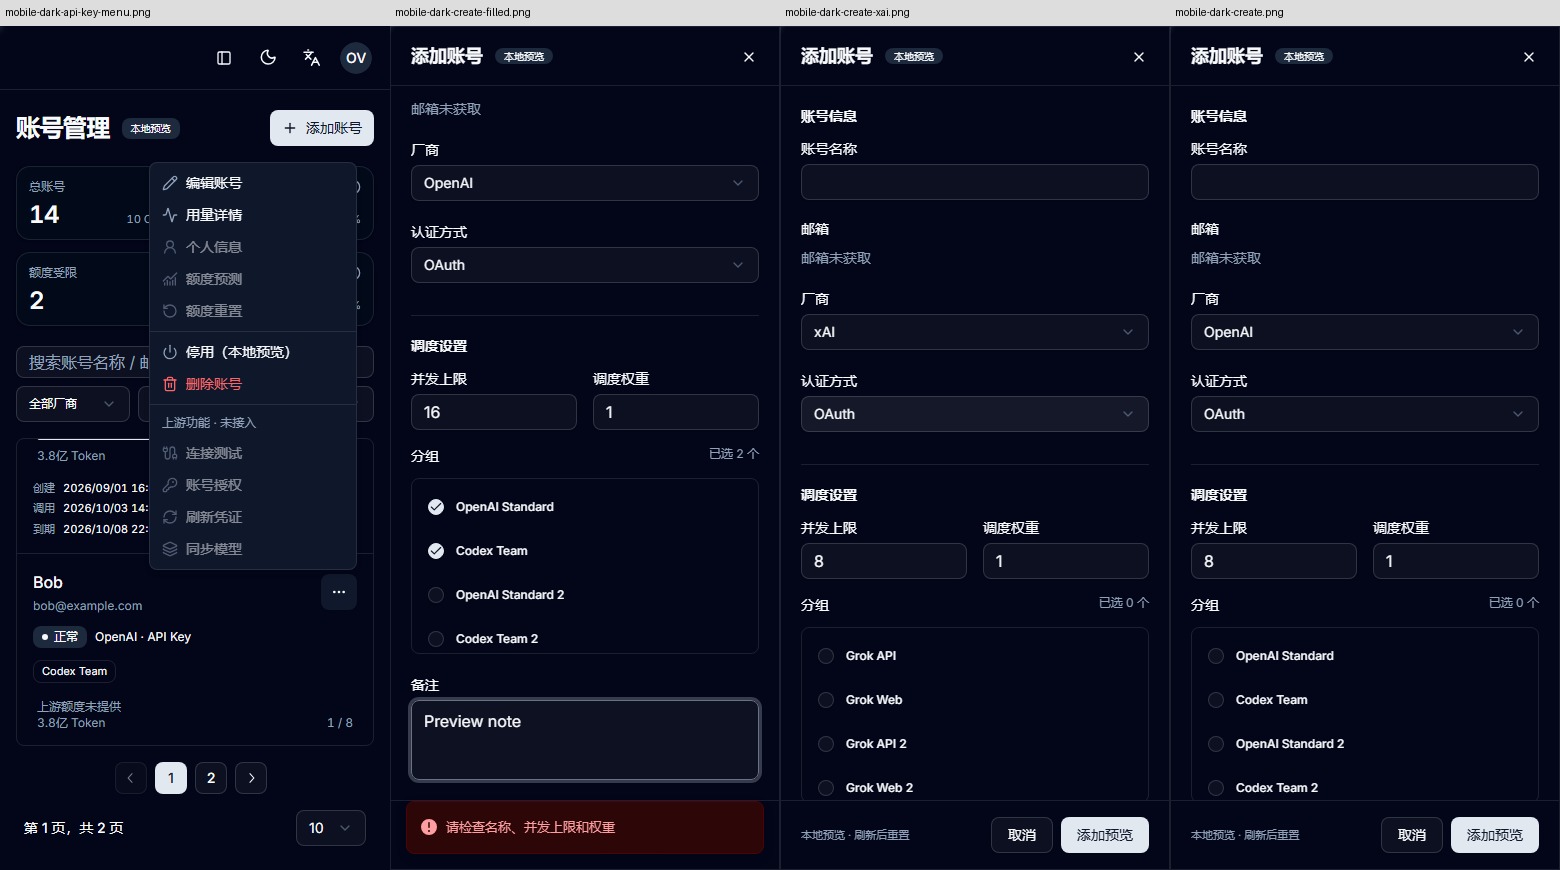 mobile-dark-api-key-menu.png
OV
账号管理
本地预览
添加账号
总账号
14
10
额度受限
2
搜索账号名称 /
全部厂商
编辑账号
用量详情
个人信息
额度预测
额度重置
停用（本地预览）
删除账号
上游功能 · 未接入
连接测试
账号授权
刷新凭证
同步模型
3.8亿 Token
创建 2026/09/01 16:
调用 2026/10/03 14:
到期 2026/10/08 22:
Bob
bob@example.com
正常
OpenAI · API Key
Codex Team
上游额度未提供
3.8亿 Token
1 / 8
1
2
第 1 页，共 2 页
10
mobile-dark-create-filled.png
添加账号
本地预览
邮箱未获取
厂商
OpenAI
认证方式
OAuth
调度设置
并发上限
调度权重
16
1
分组
已选 2 个
OpenAI Standard
Codex Team
OpenAI Standard 2
Codex Team 2
备注
Preview note
请检查名称、并发上限和权重
mobile-dark-create-xai.png
添加账号
本地预览
账号信息
账号名称
邮箱
邮箱未获取
厂商
xAI
认证方式
OAuth
调度设置
并发上限
调度权重
8
1
分组
已选 0 个
Grok API
Grok Web
Grok API 2
Grok Web 2
本地预览 · 刷新后重置
取消
添加预览
mobile-dark-create.png
添加账号
本地预览
账号信息
账号名称
邮箱
邮箱未获取
厂商
OpenAI
认证方式
OAuth
调度设置
并发上限
调度权重
8
1
分组
已选 0 个
OpenAI Standard
Codex Team
OpenAI Standard 2
Codex Team 2
本地预览 · 刷新后重置
取消
添加预览